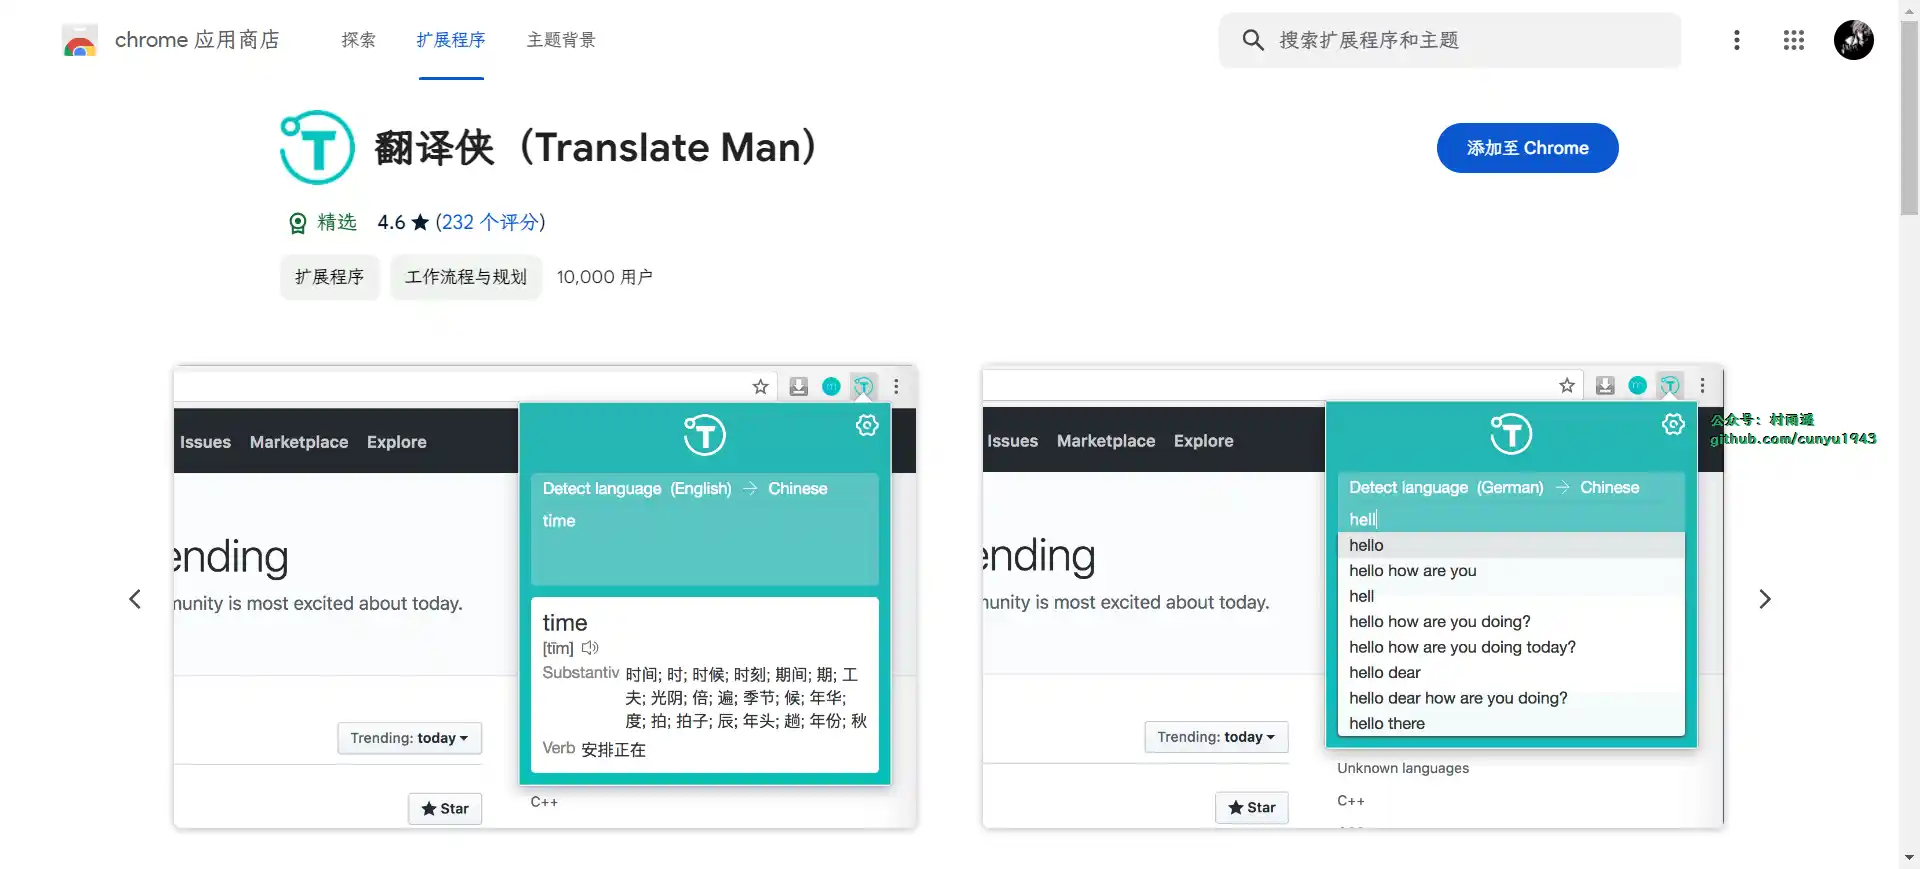 chrome 应用商店
探索
扩展程序
主题背景
搜索扩展程序和主题
翻译侠（Translate Man）
添加至 Chrome
精选
4.6 ★ (232 个评分)
扩展程序
工作流程与规划
10,000 用户
Issues Marketplace Explore
ending
munity is most excited about today.
Trending: today
Star
C++
Detect language (English) → Chinese
time
time
[tīm]
Substantiv 时间; 时; 时候; 时刻; 期间; 期; 工
夫; 光阴; 倍; 遍; 季节; 候; 年华;
度; 拍; 拍子; 辰; 年头; 趟; 年份; 秋
Verb 安排正在
Issues Marketplace Explore
ending
unity is most excited about today.
Trending: today
Star
Detect language (German) → Chinese
hell
hello
hello how are you
hell
hello how are you doing?
hello how are you doing today?
hello dear
hello dear how are you doing?
hello there
Unknown languages
C++
公众号：村雨遥
github.com/cunyu1943